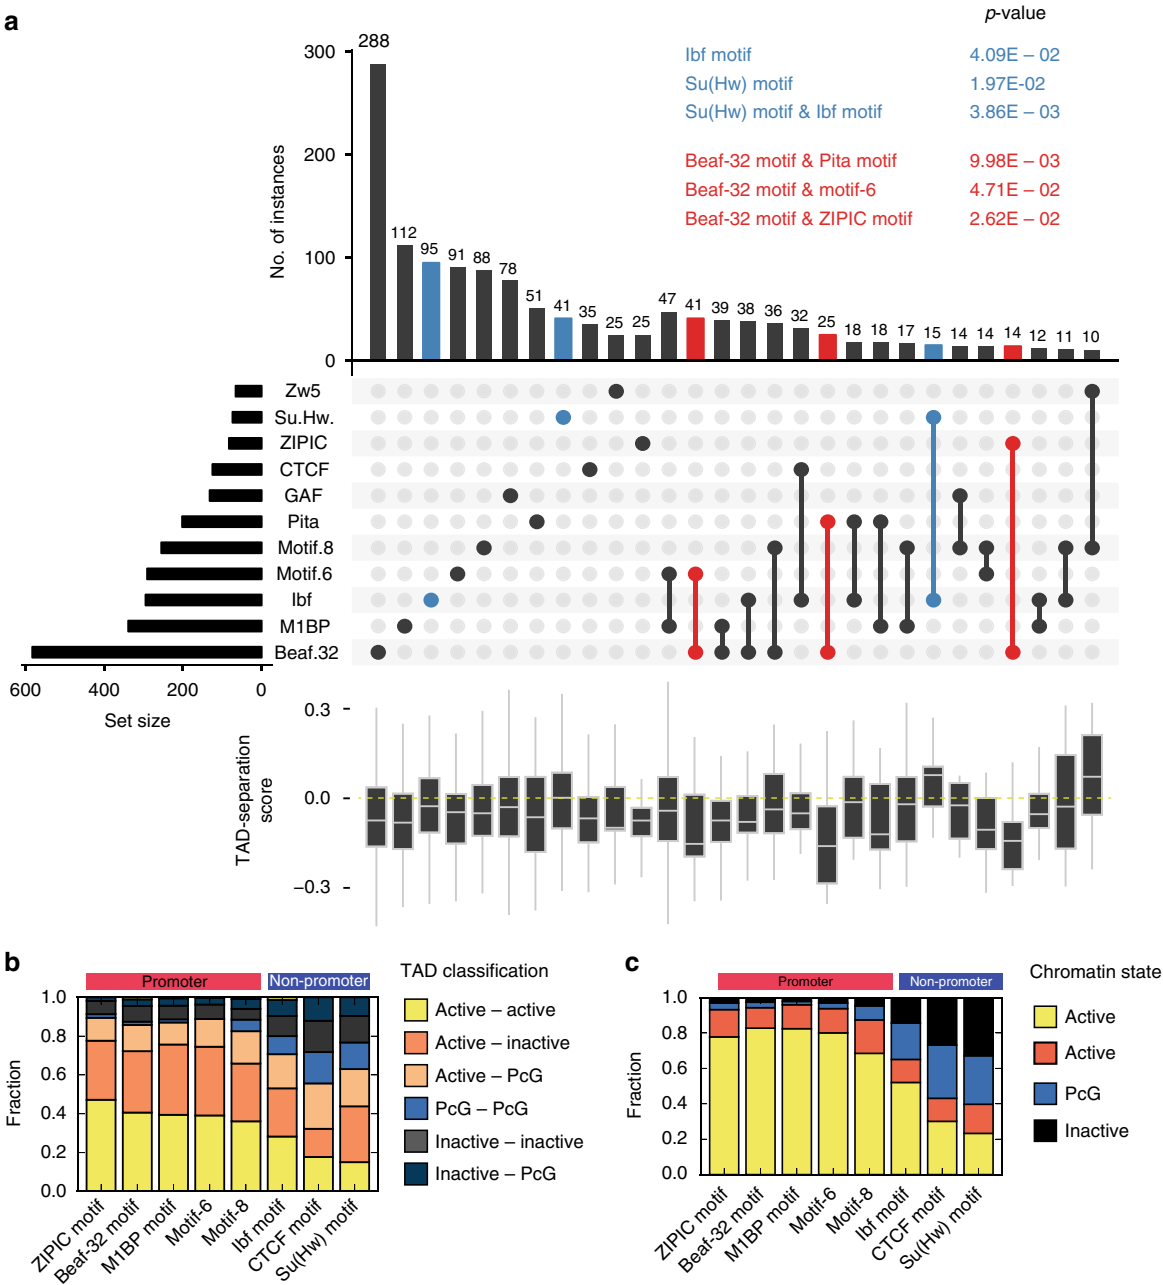 a
p-value
Ibf motif 4.09E – 02
Su(Hw) motif 1.97E-02
Su(Hw) motif & Ibf motif 3.86E – 03
Beaf-32 motif & Pita motif 9.98E – 03
Beaf-32 motif & motif-6 4.71E – 02
Beaf-32 motif & ZIPIC motif 2.62E – 02
No. of instances
300
200
100
0
288 112 95 91 88 78 51 41 35 25 25 47 41 39 38 36 32 25 18 18 17 15 14 14 14 12 11 10
Zw5
Su.Hw.
ZIPIC
CTCF
GAF
Pita
Motif.8
Motif.6
Ibf
M1BP
Beaf.32
600 400 200 0
Set size
TAD-separation
score
0.3
0.0
−0.3
b
Promoter Non-promoter
Fraction
1.0
0.8
0.6
0.4
0.2
0.0
ZIPIC motif
Beaf-32 motif
M1BP motif
Motif-6
Motif-8
Ibf motif
CTCF motif
Su(Hw) motif
TAD classification
Active – active
Active – inactive
Active – PcG
PcG – PcG
Inactive – inactive
Inactive – PcG
c
Promoter Non-promoter
Fraction
1.0
0.8
0.6
0.4
0.2
0.0
ZIPIC motif
Beaf-32 motif
M1BP motif
Motif-6
Motif-8
Ibf motif
CTCF motif
Su(Hw) motif
Chromatin state
Active
Active
PcG
Inactive